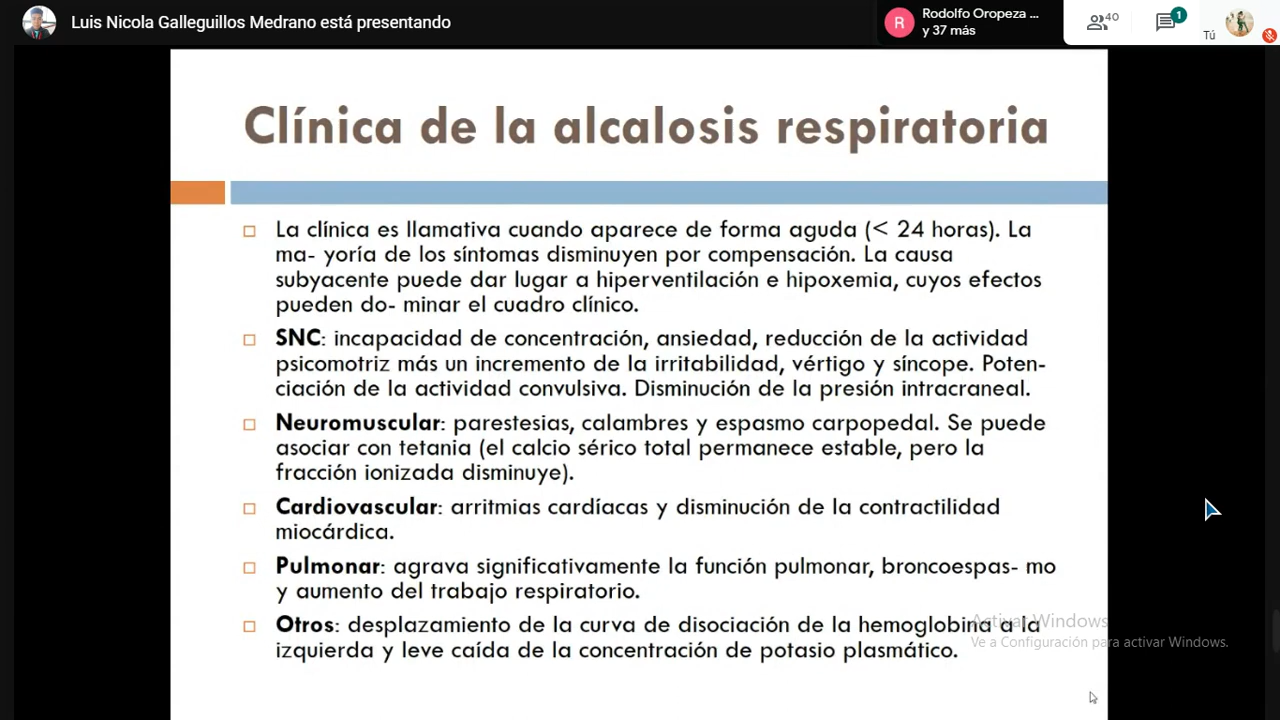 Luis Nicola Galleguillos Medrano está presentando
R
Rodolfo Oropeza ...
y 37 más
40
1
Tú
Clínica de la alcalosis respiratoria
La clínica es llamativa cuando aparece de forma aguda (< 24 horas). La
ma- yoría de los síntomas disminuyen por compensación. La causa
subyacente puede dar lugar a hiperventilación e hipoxemia, cuyos efectos
pueden do- minar el cuadro clínico.
SNC: incapacidad de concentración, ansiedad, reducción de la actividad
psicomotriz más un incremento de la irritabilidad, vértigo y síncope. Poten-
ciación de la actividad convulsiva. Disminución de la presión intracraneal.
Neuromuscular: parestesias, calambres y espasmo carpopedal. Se puede
asociar con tetania (el calcio sérico total permanece estable, pero la
fracción ionizada disminuye).
Cardiovascular: arritmias cardíacas y disminución de la contractilidad
miocárdica.
Pulmonar: agrava significativamente la función pulmonar, broncoespas- mo
y aumento del trabajo respiratorio.
Otros: desplazamiento de la curva de disociación de la hemoglobina a la
izquierda y leve caída de la concentración de potasio plasmático.
Activar Windows
Ve a Configuración para activar Windows.